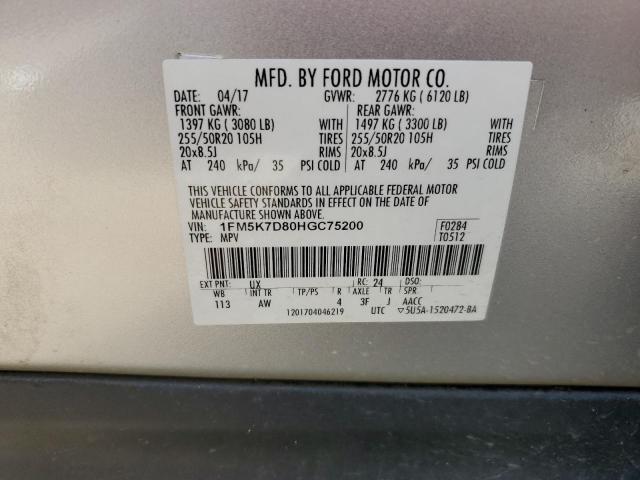 MFD. BY FORD MOTOR CO.
DATE: 04/17 GVWR: 2776 KG ( 6120 LB)
FRONT GAWR: REAR GAWR:
1397 KG ( 3080 LB) WITH 1497 KG ( 3300 LB) WITH
255/50R20 105H TIRES 255/50R20 105H TIRES
20x8.5J RIMS 20x8.5J RIMS
AT 240 kPa/ 35 PSI COLD AT 240 kPa/ 35 PSI COLD
THIS VEHICLE CONFORMS TO ALL APPLICABLE FEDERAL MOTOR
VEHICLE SAFETY STANDARDS IN EFFECT ON THE DATE OF
MANUFACTURE SHOWN ABOVE.
VIN: 1FM5K7D80HGC75200 F0284
TYPE: MPV T0512
EXT PNT: UX RC: 24 DSO:
WB INT TR TP/PS R AXLE TR SPR
113 AW 4 3F J AACC
1201704046219 UTC ▽5U5A-1520472-BA